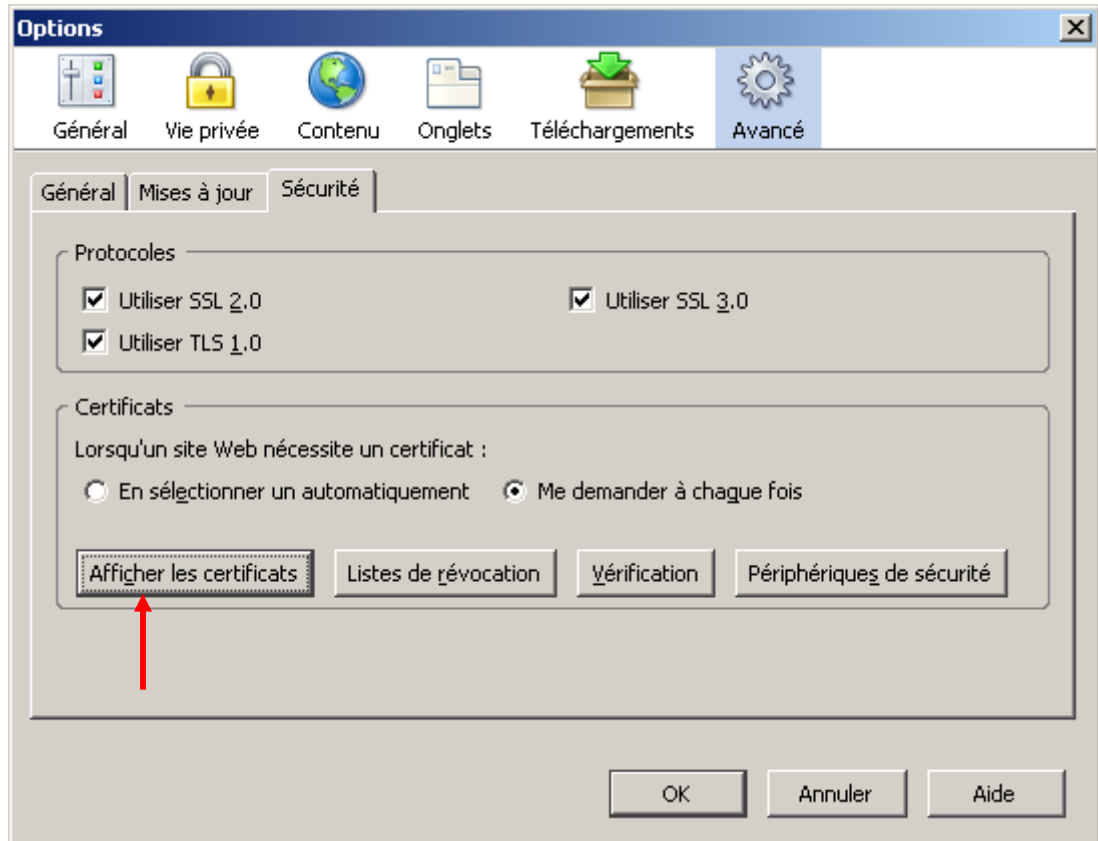 Options
Général Vie privée Contenu Onglets Téléchargements Avancé
Général Mises à jour Sécurité
Protocoles
Utiliser SSL 2.0 Utiliser SSL 3.0
Utiliser TLS 1.0
Certificats
Lorsqu'un site Web nécessite un certificat :
En sélectionner un automatiquement Me demander à chaque fois
Afficher les certificats Listes de révocation Vérification Périphériques de sécurité
OK Annuler Aide